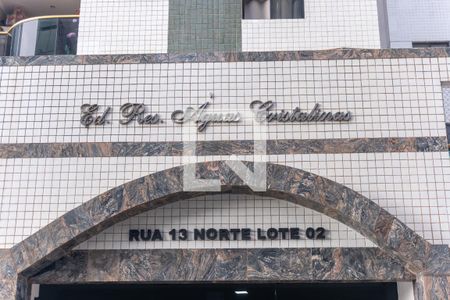 Ed. Res. Águas Cristalinas
RUA 13 NORTE LOTE 02